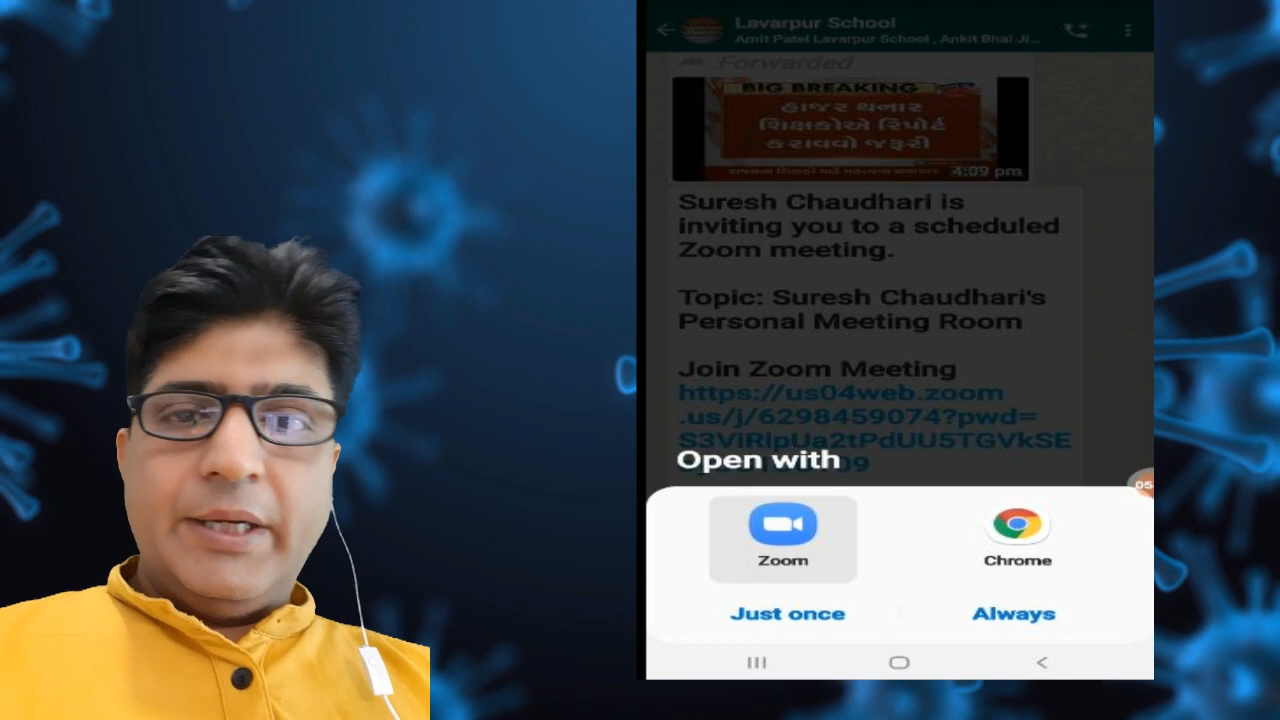 Lavarpur School
Amit Patel Lavarpur School , Ankit Bhai Ji...
Forwarded
BIG BREAKING
હાજર થનાર
શિક્ષકોએ રિપોર્ટ
કરાવવો જરૂરી
4:09 pm
Suresh Chaudhari is
inviting you to a scheduled
Zoom meeting.
Topic: Suresh Chaudhari's
Personal Meeting Room
Join Zoom Meeting
https://us04web.zoom
.us/j/6298459074?pwd=
S3ViRlpUa2tPdUU5TGVkSE
09
Open with
05
Zoom
Chrome
Just once
Always